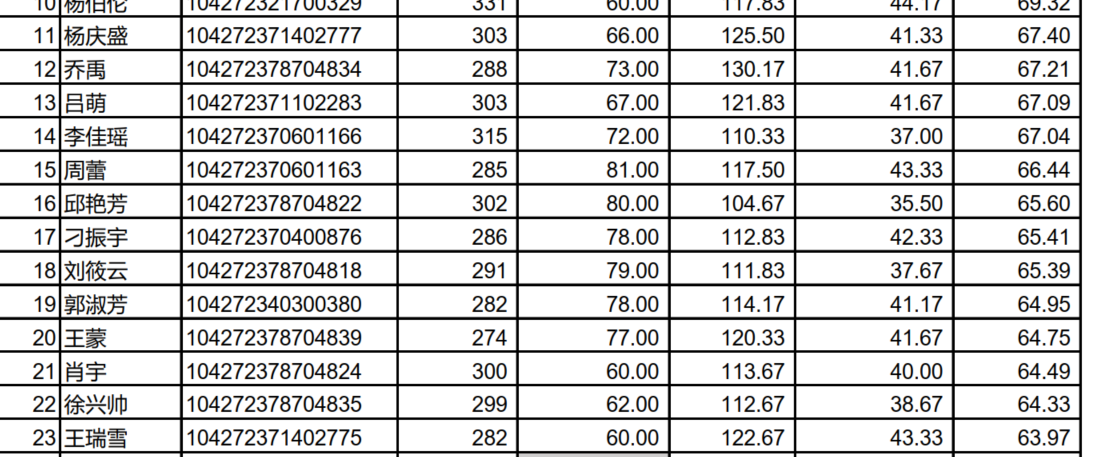 10 杨伯伦 104272321700329 331 60.00 117.83 44.17 69.32
11 杨庆盛 104272371402777 303 66.00 125.50 41.33 67.40
12 乔禹 104272378704834 288 73.00 130.17 41.67 67.21
13 吕萌 104272371102283 303 67.00 121.83 41.67 67.09
14 李佳瑶 104272370601166 315 72.00 110.33 37.00 67.04
15 周蕾 104272370601163 285 81.00 117.50 43.33 66.44
16 邱艳芳 104272378704822 302 80.00 104.67 35.50 65.60
17 刁振宇 104272370400876 286 78.00 112.83 42.33 65.41
18 刘筱云 104272378704818 291 79.00 111.83 37.67 65.39
19 郭淑芳 104272340300380 282 78.00 114.17 41.17 64.95
20 王蒙 104272378704839 274 77.00 120.33 41.67 64.75
21 肖宇 104272378704824 300 60.00 113.67 40.00 64.49
22 徐兴帅 104272378704835 299 62.00 112.67 38.67 64.33
23 王瑞雪 104272371402775 282 60.00 122.67 43.33 63.97